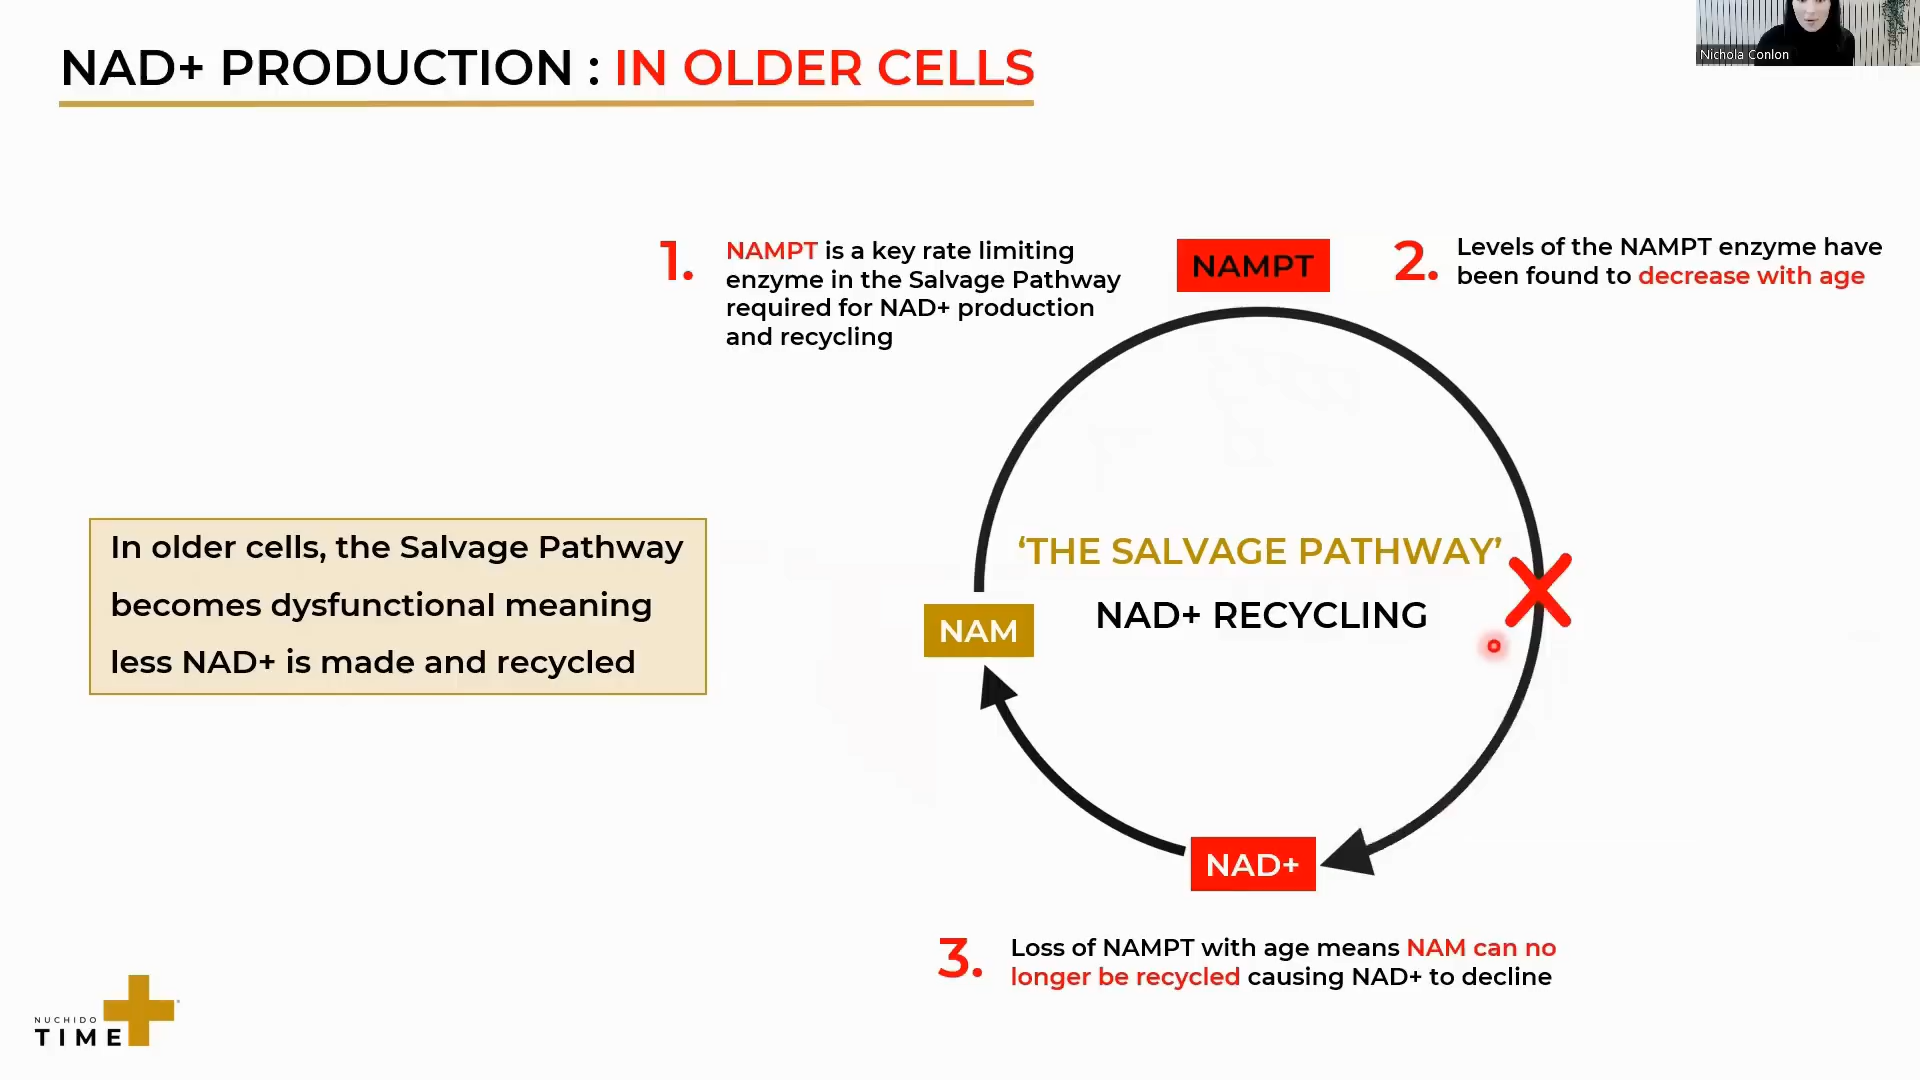 NAD+ PRODUCTION : IN OLDER CELLS
Nichola Conlon
1. NAMPT is a key rate limiting
enzyme in the Salvage Pathway
required for NAD+ production
and recycling
NAMPT
2. Levels of the NAMPT enzyme have
been found to decrease with age
In older cells, the Salvage Pathway
becomes dysfunctional meaning
less NAD+ is made and recycled
‘THE SALVAGE PATHWAY’
NAD+ RECYCLING
NAM
NAD+
3. Loss of NAMPT with age means NAM can no
longer be recycled causing NAD+ to decline
NUCHIDO
TIME